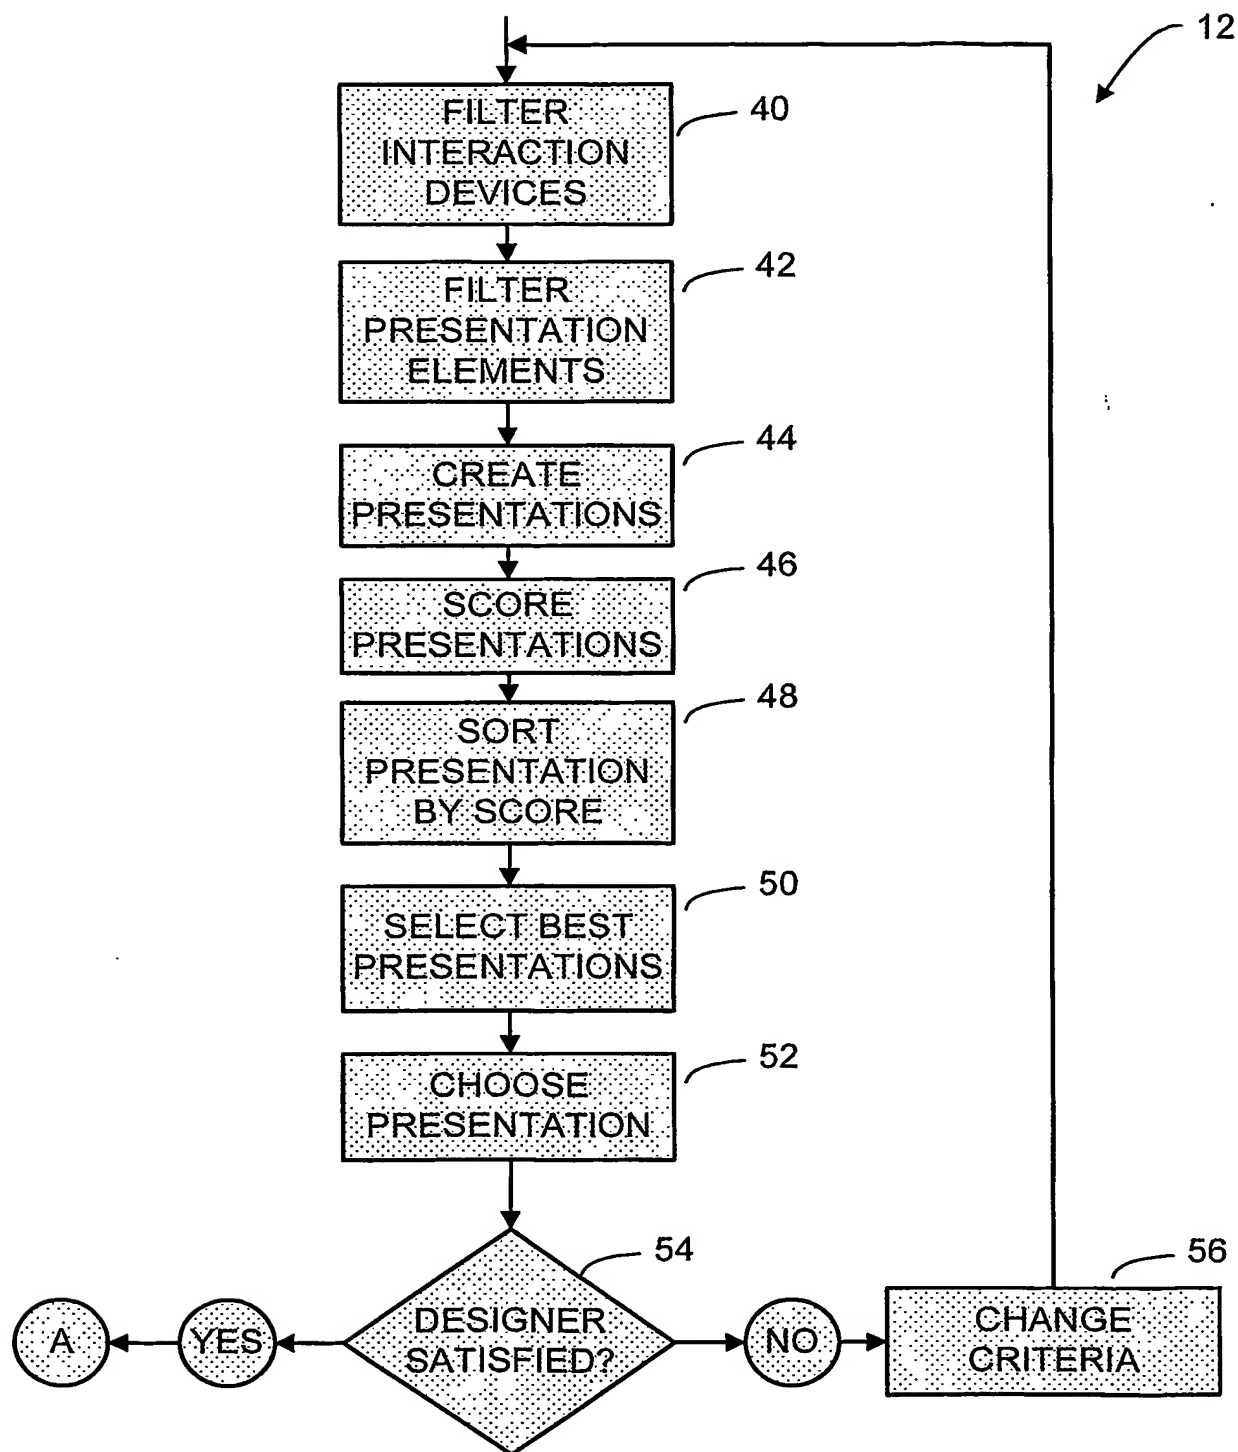 12
FILTER
INTERACTION
DEVICES
40
FILTER
PRESENTATION
ELEMENTS
42
CREATE
PRESENTATIONS
44
SCORE
PRESENTATIONS
46
SORT
PRESENTATION
BY SCORE
48
SELECT BEST
PRESENTATIONS
50
CHOOSE
PRESENTATION
52
DESIGNER
SATISFIED?
54
A
YES
NO
CHANGE
CRITERIA
56